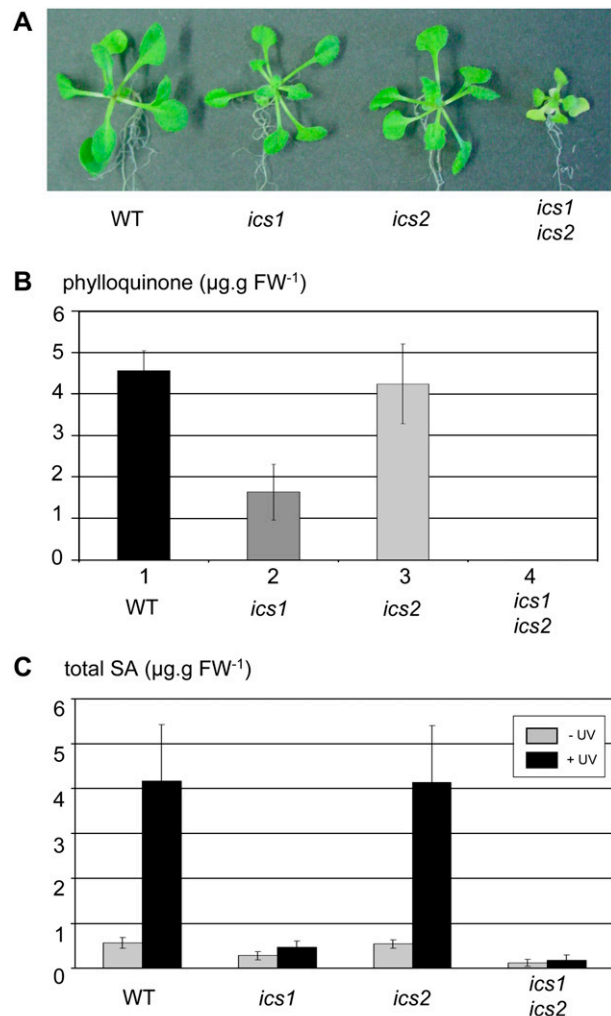 A
WT
ics1
ics2
ics1
ics2
B phylloquinone (µg.g FW⁻¹)
6
5
4
3
2
1
0
1 2 3 4
WT ics1 ics2 ics1
ics2
C total SA (µg.g FW⁻¹)
6
5
4
3
2
1
0
- UV
+ UV
WT ics1 ics2 ics1
ics2